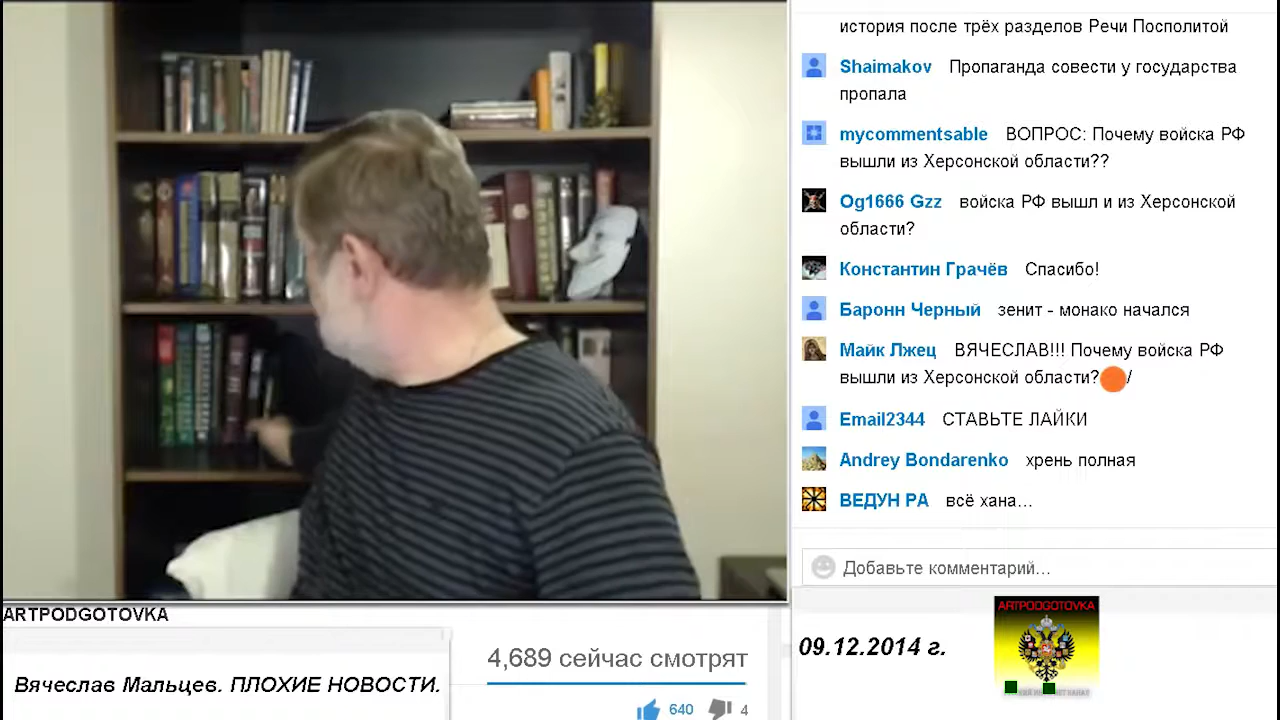 история после трёх разделов Речи Посполитой
Shaimakov Пропаганда совести у государства
пропала
mycommentsable ВОПРОС: Почему войска РФ
вышли из Херсонской области??
Og1666 Gzz войска РФ вышл и из Херсонской
области?
Константин Грачёв Спасибо!
Баронн Черный зенит - монако начался
Майк Лжец ВЯЧЕСЛАВ!!! Почему войска РФ
вышли из Херсонской области? /
Email2344 СТАВЬТЕ ЛАЙКИ
Andrey Bondarenko хрень полная
ВЕДУН РА всё хана...
Добавьте комментарий...
ARTPODGOTOVKA
Вячеслав Мальцев. ПЛОХИЕ НОВОСТИ.
4,689 сейчас смотрят
640 4
09.12.2014 г.
ARTPODGOTOVKA